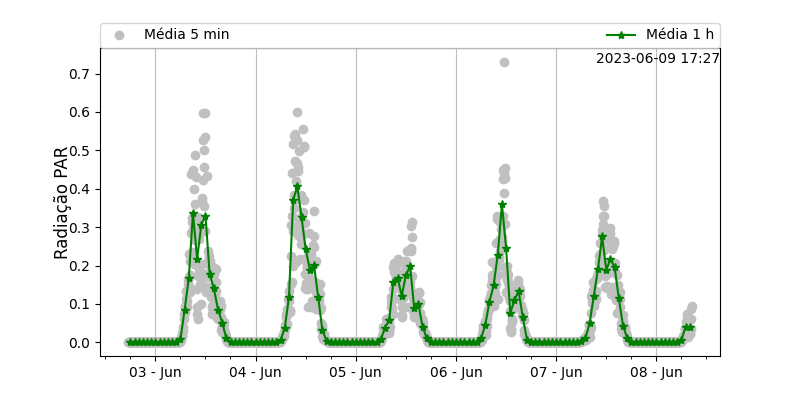 Média 5 min
Média 1 h
2023-06-09 17:27
Radiação PAR
0.7
0.6
0.5
0.4
0.3
0.2
0.1
0.0
03 - Jun
04 - Jun
05 - Jun
06 - Jun
07 - Jun
08 - Jun